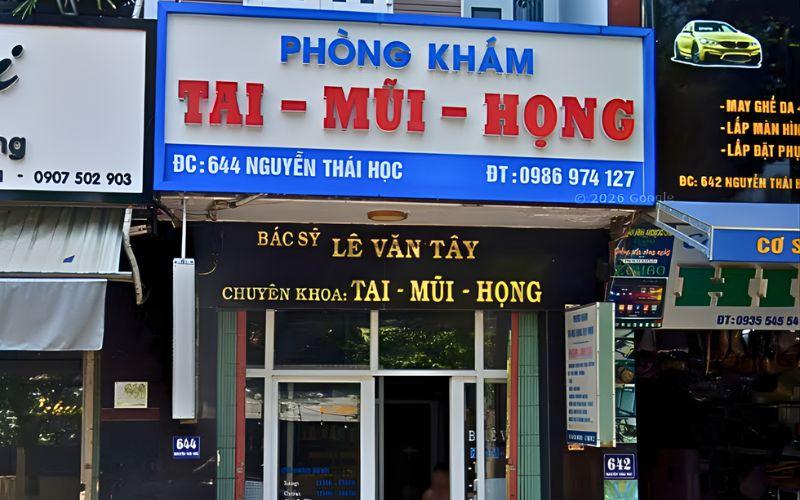 PHÒNG KHÁM
TAI - MŨI - HỌNG
ĐC: 644 NGUYỄN THÁI HỌC
ĐT: 0986 974 127
© 2026 Google
BÁC SỸ LÊ VĂN TÂY
CHUYÊN KHOA: TAI - MŨI - HỌNG
0907 502 903
- MAY GHẾ DA
- LẮP MÀN HÌN
- LẮP ĐẶT PHỤ
ĐC: 642 NGUYỄN THÁI H
CƠ S
ĐT: 0935 545 54
644
642